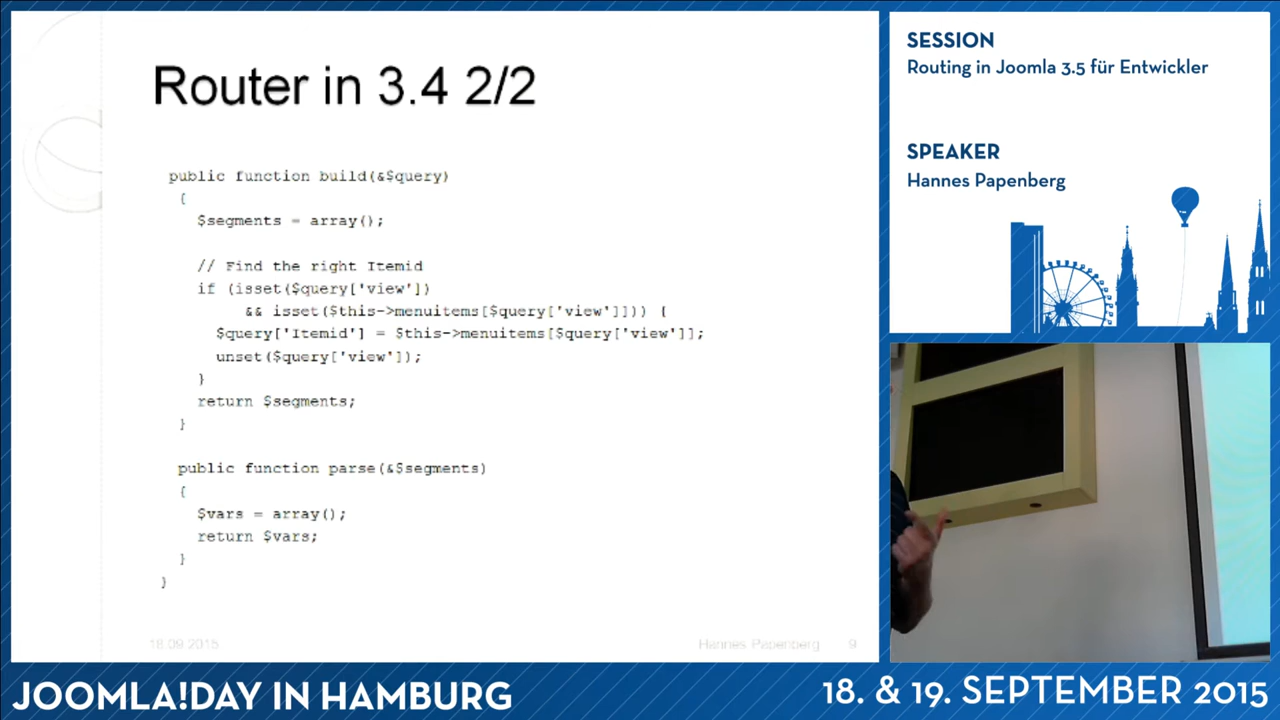 Router in 3.4 2/2
public function build(&$query)
{
$segments = array();
// Find the right Itemid
if (isset($query['view'])
&& isset($this->menuitems[$query['view']])) {
$query['Itemid'] = $this->menuitems[$query['view']];
unset($query['view']);
}
return $segments;
}
public function parse(&$segments)
{
$vars = array();
return $vars;
}
}
18.09.2015
Hannes Papenberg
9
SESSION
Routing in Joomla 3.5 für Entwickler
SPEAKER
Hannes Papenberg
JOOMLA!DAY IN HAMBURG
18. & 19. SEPTEMBER 2015